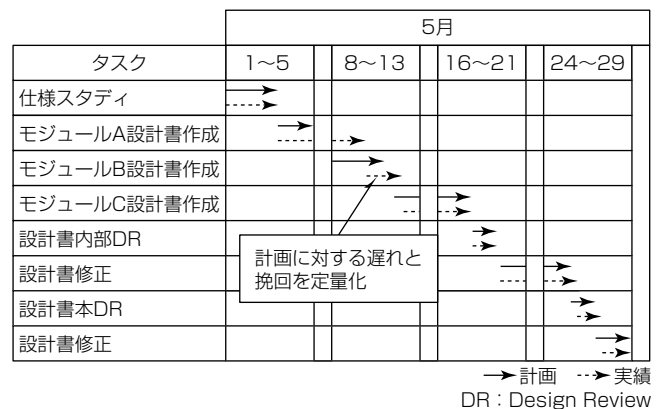 5月
タスク 1～5 8～13 16～21 24～29
仕様スタディ
モジュールA設計書作成
モジュールB設計書作成
モジュールC設計書作成
設計書内部DR
計画に対する遅れと
挽回を定量化
設計書修正
設計書本DR
設計書修正
計画 実績
DR：Design Review